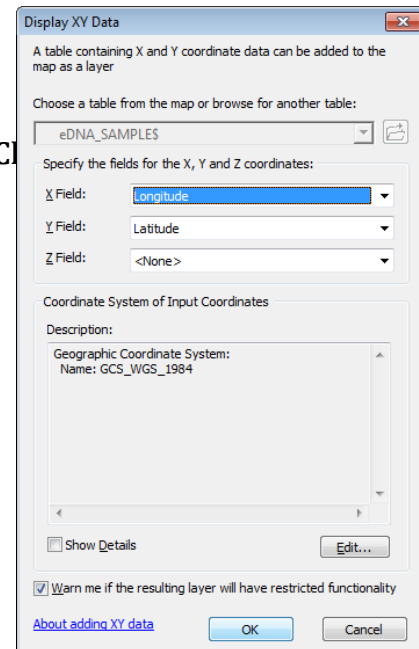 Display XY Data
A table containing X and Y coordinate data can be added to the
map as a layer
Choose a table from the map or browse for another table:
eDNA_SAMPLE$
Specify the fields for the X, Y and Z coordinates:
X Field: Longitude
Y Field: Latitude
Z Field: <None>
Coordinate System of Input Coordinates
Description:
Geographic Coordinate System:
Name: GCS_WGS_1984
Show Details Edit...
Warn me if the resulting layer will have restricted functionality
About adding XY data OK Cancel